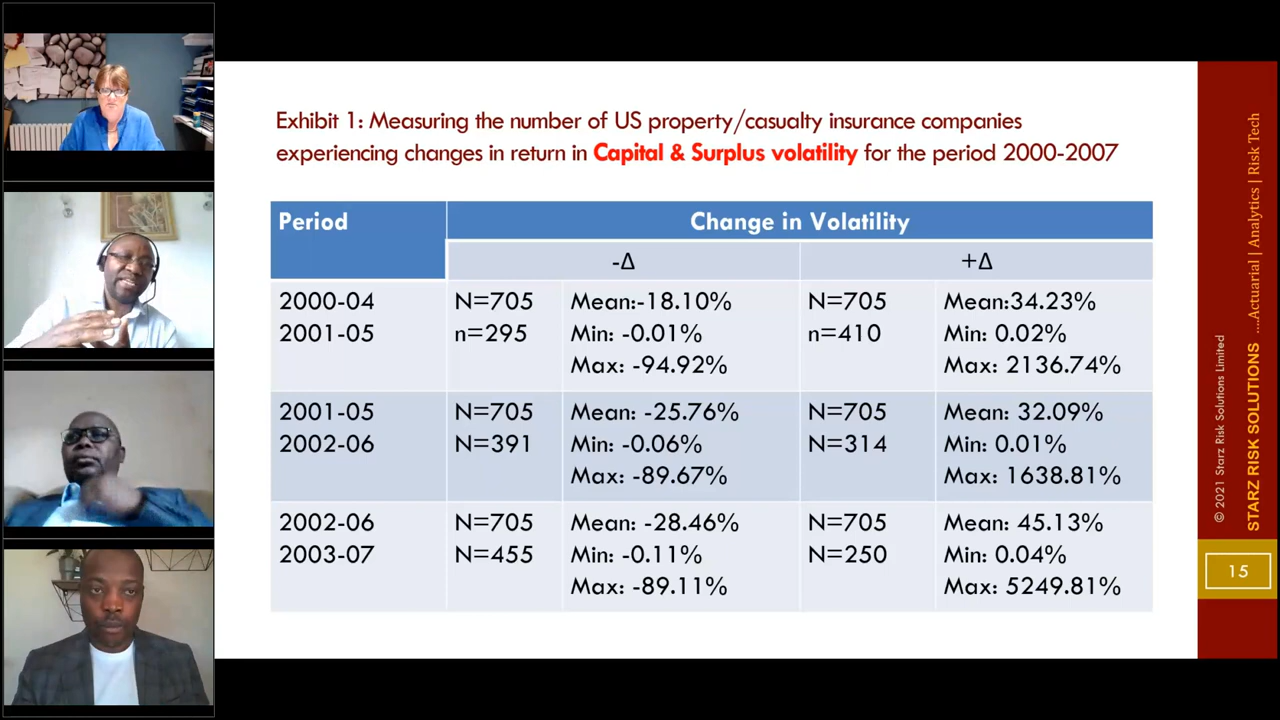 Exhibit 1: Measuring the number of US property/casualty insurance companies
experiencing changes in return in Capital & Surplus volatility for the period 2000-2007
Period
Change in Volatility
-Δ
+Δ
2000-04
2001-05
N=705
n=295
Mean:-18.10%
Min: -0.01%
Max: -94.92%
N=705
n=410
Mean:34.23%
Min: 0.02%
Max: 2136.74%
2001-05
2002-06
N=705
N=391
Mean: -25.76%
Min: -0.06%
Max: -89.67%
N=705
N=314
Mean: 32.09%
Min: 0.01%
Max: 1638.81%
2002-06
2003-07
N=705
N=455
Mean: -28.46%
Min: -0.11%
Max: -89.11%
N=705
N=250
Mean: 45.13%
Min: 0.04%
Max: 5249.81%
© 2021 Starz Risk Solutions Limited
STARZ RISK SOLUTIONS ....Actuarial | Analytics | Risk Tech
15